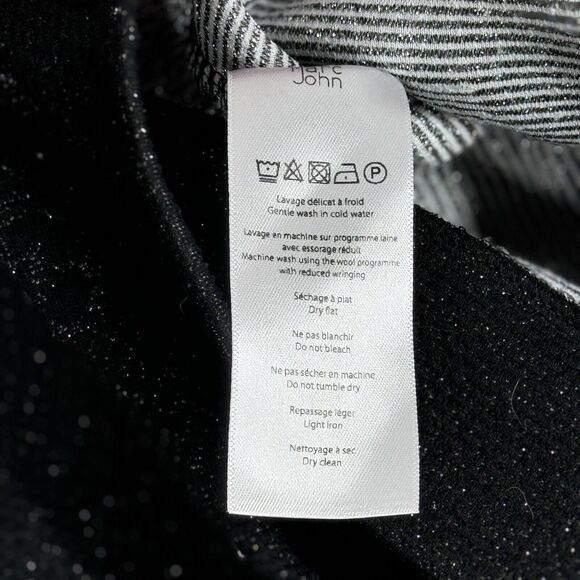 Marc
John
P
Lavage délicat à froid
Gentle wash in cold water
Lavage en machine sur programme laine
avec essorage réduit
Machine wash using the wool programme
with reduced wringing
Séchage à plat
Dry flat
Ne pas blanchir
Do not bleach
Ne pas sécher en machine
Do not tumble dry
Repassage léger
Light iron
Nettoyage à sec
Dry clean